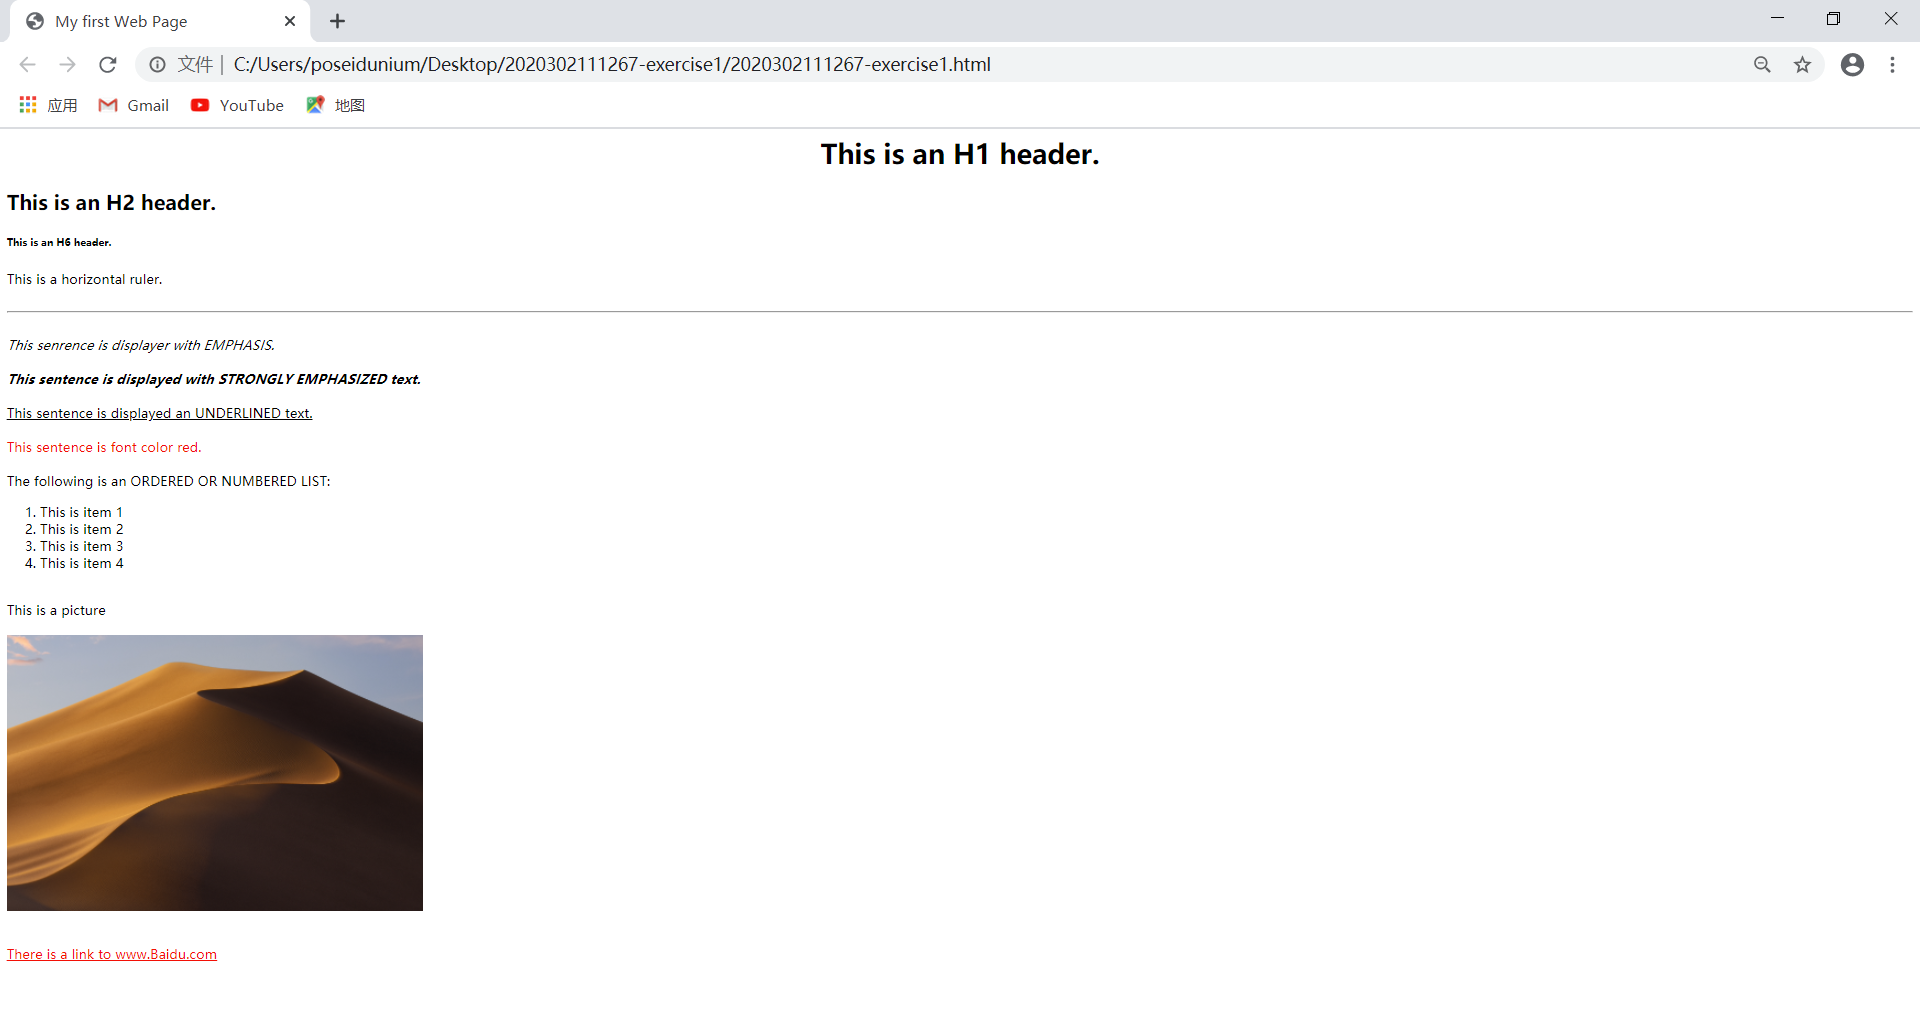 My first Web Page
文件 | C:/Users/poseidunium/Desktop/2020302111267-exercise1/2020302111267-exercise1.html
应用 Gmail YouTube 地图
This is an H1 header.
This is an H2 header.
This is an H6 header.
This is a horizontal ruler.
This senrence is displayer with EMPHASIS.
This sentence is displayed with STRONGLY EMPHASIZED text.
This sentence is displayed an UNDERLINED text.
This sentence is font color red.
The following is an ORDERED OR NUMBERED LIST:
1. This is item 1
2. This is item 2
3. This is item 3
4. This is item 4
This is a picture
There is a link to www.Baidu.com